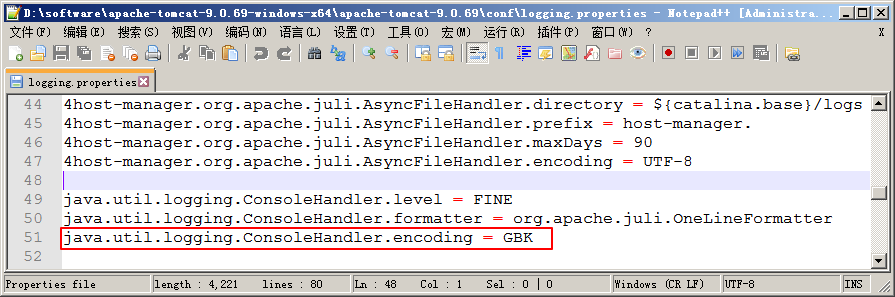 D:\software\apache-tomcat-9.0.69-windows-x64\apache-tomcat-9.0.69\conf\logging.properties - Notepad++ [Administra...
文件(F) 编辑(E) 搜索(S) 视图(V) 编码(N) 语言(L) 设置(T) 工具(O) 宏(M) 运行(R) 插件(P) 窗口(W) ? X
logging.properties
44 4host-manager.org.apache.juli.AsyncFileHandler.directory = ${catalina.base}/logs
45 4host-manager.org.apache.juli.AsyncFileHandler.prefix = host-manager.
46 4host-manager.org.apache.juli.AsyncFileHandler.maxDays = 90
47 4host-manager.org.apache.juli.AsyncFileHandler.encoding = UTF-8
48
49 java.util.logging.ConsoleHandler.level = FINE
50 java.util.logging.ConsoleHandler.formatter = org.apache.juli.OneLineFormatter
51 java.util.logging.ConsoleHandler.encoding = GBK
52
Properties file length : 4,221 lines : 80 Ln : 48 Col : 1 Sel : 0 | 0 Windows (CR LF) UTF-8 INS